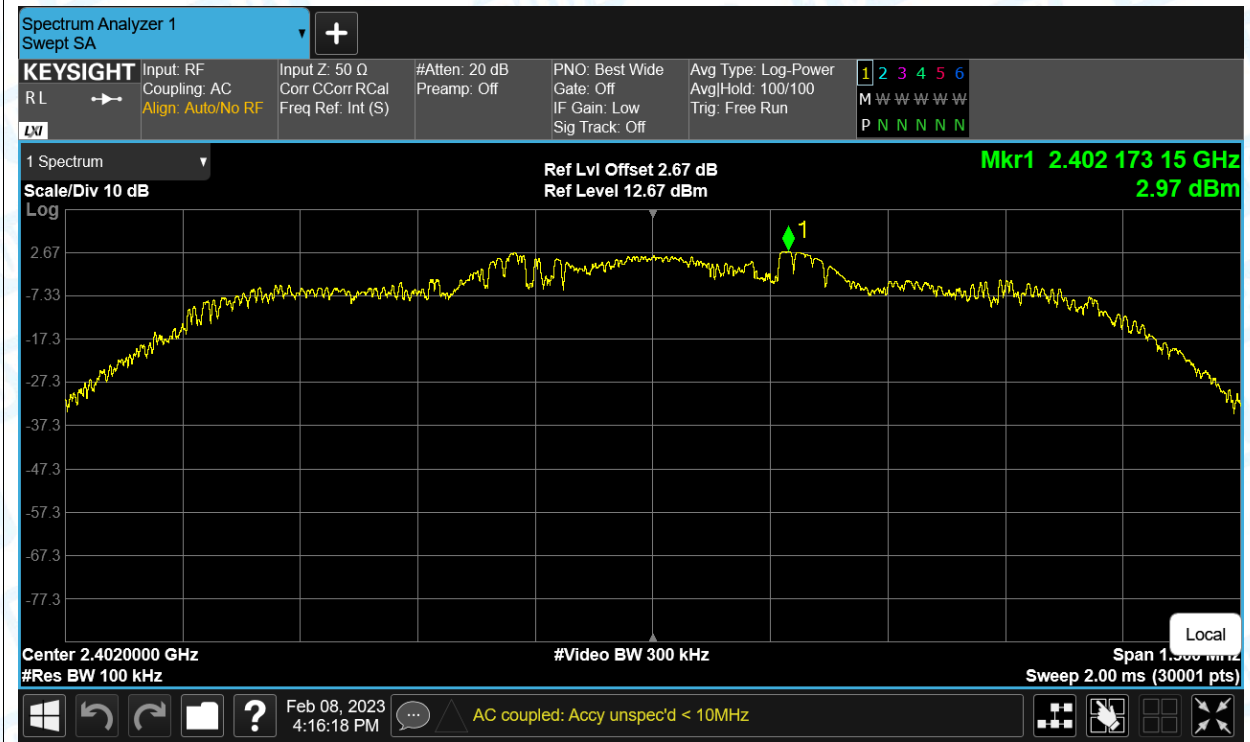 Spectrum Analyzer 1
Swept SA
KEYSIGHT
R L
LXI
Input: RF
Coupling: AC
Align: Auto/No RF
Input Z: 50 Ω
Corr CCorr RCal
Freq Ref: Int (S)
#Atten: 20 dB
Preamp: Off
PNO: Best Wide
Gate: Off
IF Gain: Low
Sig Track: Off
Avg Type: Log-Power
Avg|Hold: 100/100
Trig: Free Run
1 2 3 4 5 6
M W W W W W W
P N N N N N N
1 Spectrum
Scale/Div 10 dB
Ref Lvl Offset 2.67 dB
Ref Level 12.67 dBm
Mkr1 2.402 173 15 GHz
2.97 dBm
Log
1
2.67
-7.33
-17.3
-27.3
-37.3
-47.3
-57.3
-67.3
-77.3
Local
Center 2.4020000 GHz
#Video BW 300 kHz
Span
#Res BW 100 kHz
Sweep 2.00 ms (30001 pts)
?
Feb 08, 2023
4:16:18 PM
AC coupled: Accy unspec'd < 10MHz